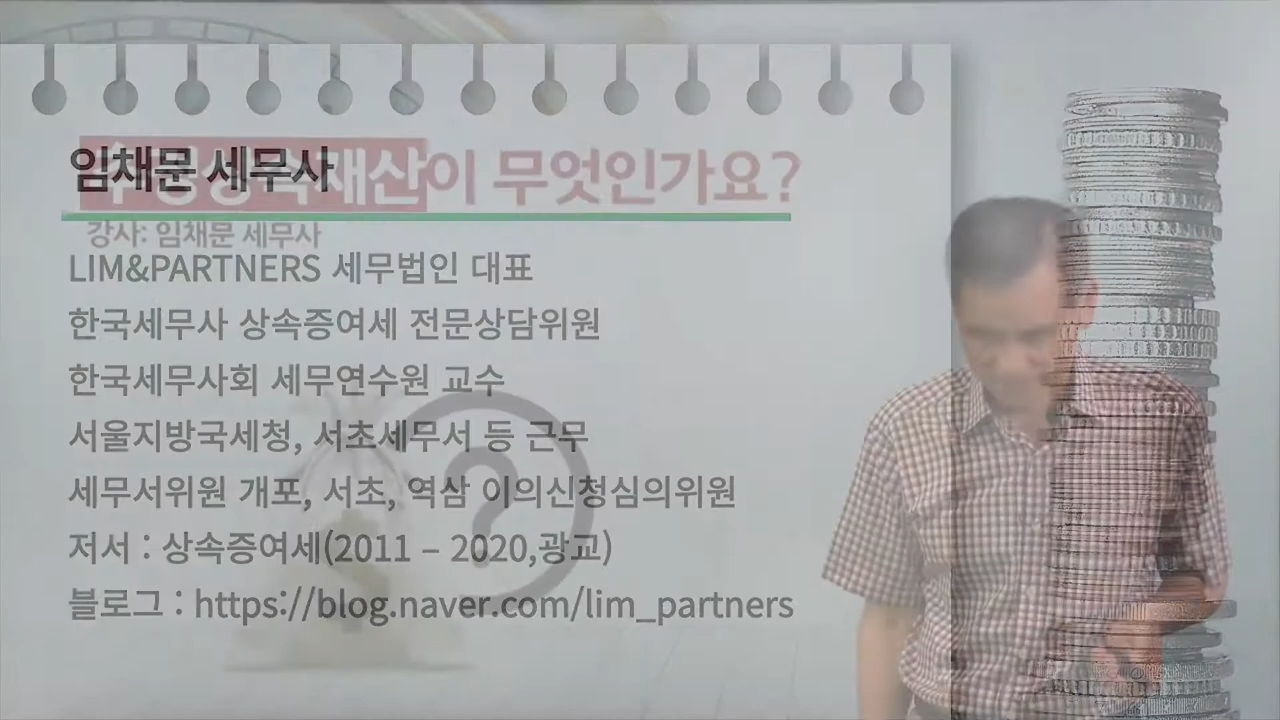 임채문 세무사
이 무엇인가요?
강사: 임채문 세무사
LIM&PARTNERS 세무법인 대표
한국세무사 상속증여세 전문상담위원
한국세무사회 세무연수원 교수
서울지방국세청, 서초세무서 등 근무
세무서위원 개포, 서초, 역삼 이의신청심의위원
저서 : 상속증여세(2011 – 2020,광교)
블로그 : https://blog.naver.com/lim_partners